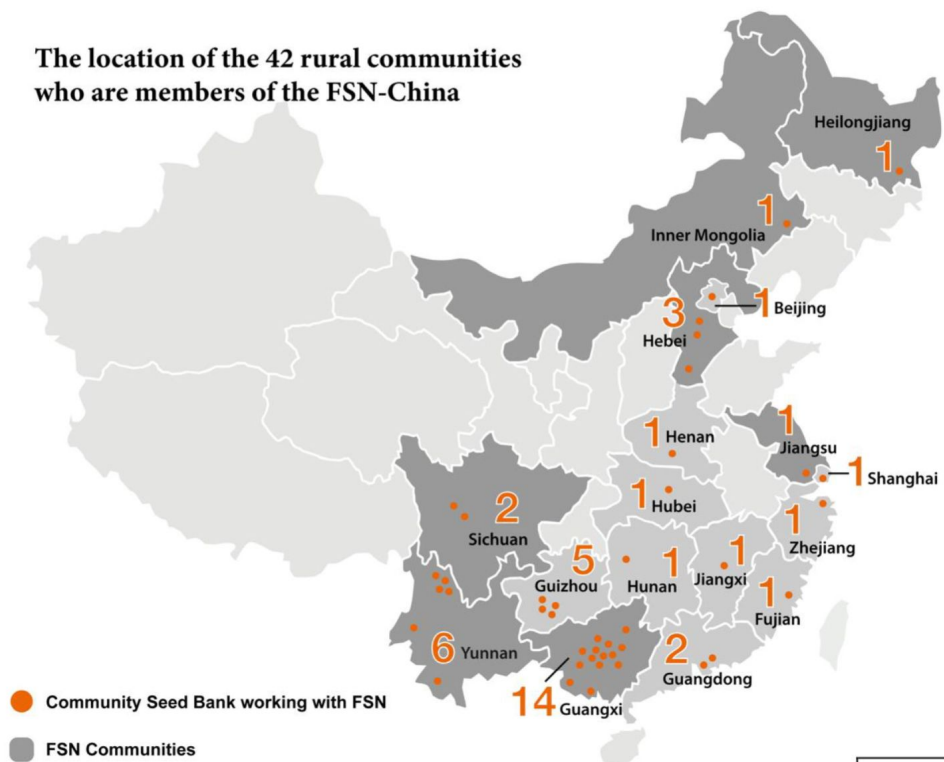 The location of the 42 rural communities
who are members of the FSN-China
Heilongjiang
1
1
Inner Mongolia
1
Beijing
3
Hebei
1
Henan
1
Jiangsu
1
Shanghai
1
Hubei
1
Zhejiang
2
Sichuan
5
Guizhou
1
Hunan
1
Jiangxi
1
Fujian
6
Yunnan
2
Guangdong
14
Guangxi
Community Seed Bank working with FSN
FSN Communities